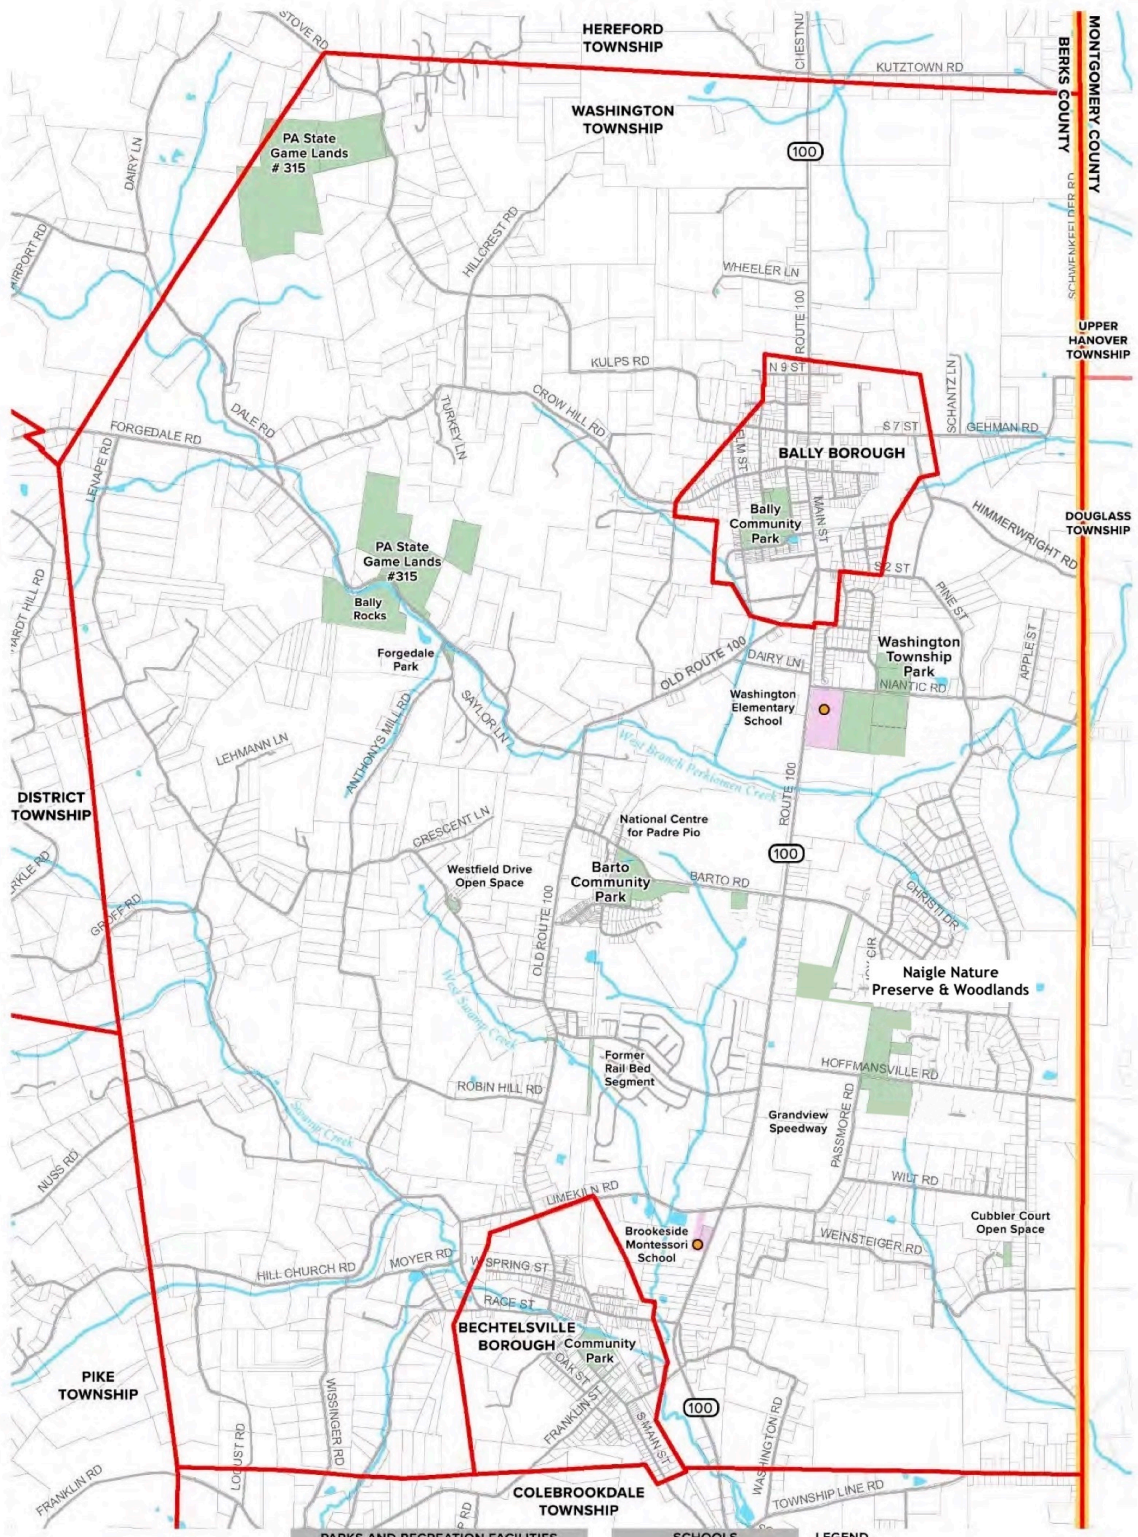 STOVE RD
HEREFORD
TOWNSHIP
CHESTNU
KUTZTOWN RD
MONTGOMERY COUNTY
BERKS COUNTY
WASHINGTON
TOWNSHIP
PA State
Game Lands
# 315
100
DAIRY LN
SCHWENKFELDER RD
HILLCREST RD
WHEELER LN
ROUTE 100
UPPER
HANOVER
TOWNSHIP
KULPS RD
N 9 ST
SCHANTZ LN
CROW HILL RD
TURKEY LN
DALE RD
FORGEDALE RD
S 7 ST
GEHMAN RD
LENAPE RD
ELM ST
BALLY BOROUGH
MAIN ST
Bally
Community
Park
HIMMERWRIGHT RD
DOUGLASS
TOWNSHIP
PA State
Game Lands
#315
Bally
Rocks
S 2 ST
PINE ST
APPLE ST
Forgedale
Park
OLD ROUTE 100
DAIRY LN
Washington
Township
Park
NIANTIC RD
Washington
Elementary
School
SAYLOR LN
ANTHONYS MILL RD
LEHMANN LN
West Branch Perkiomen Creek
ROUTE 100
DISTRICT
TOWNSHIP
CRESCENT LN
National Centre
for Padre Pio
100
Westfield Drive
Open Space
Barto
Community
Park
BARTO RD
CHRISTI DR
GROFF RD
OLD ROUTE 100
Naigle Nature
Preserve & Woodlands
West Swamp Creek
Former
Rail Bed
Segment
HOFFMANSVILLE RD
ROBIN HILL RD
Grandview
Speedway
PASSMORE RD
Swamp Creek
NUSS RD
WILT RD
LIMEKILN RD
Cubbler Court
Open Space
Brookeside
Montessori
School
WEINSTEIGER RD
MOYER RD
HILL CHURCH RD
W SPRING ST
RACE ST
BECHTELSVILLE
BOROUGH
Community
Park
OAK ST
PIKE
TOWNSHIP
WISSINGER RD
FRANKLIN ST
S MAIN ST
100
WASHINGTON RD
LOCUST RD
FRANKLIN RD
COLEBROOKDALE
TOWNSHIP
TOWNSHIP LINE RD
PARKS AND RECREATION FACILITIES
SCHOOLS
LEGEND